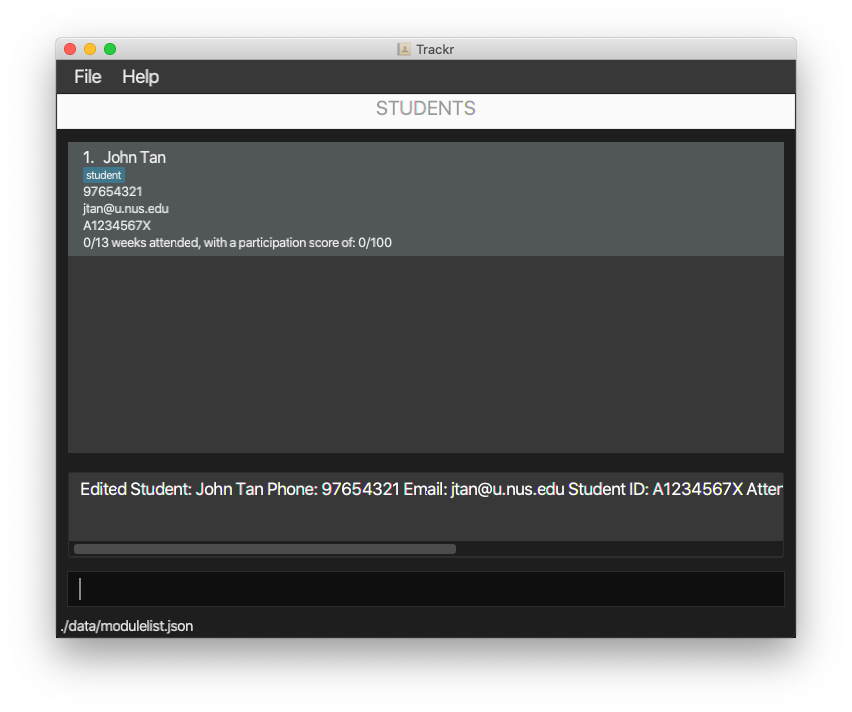 Trackr
File Help
STUDENTS
1. John Tan
student
97654321
jtan@u.nus.edu
A1234567X
0/13 weeks attended, with a participation score of: 0/100
Edited Student: John Tan Phone: 97654321 Email: jtan@u.nus.edu Student ID: A1234567X Atten
./data/modulelist.json